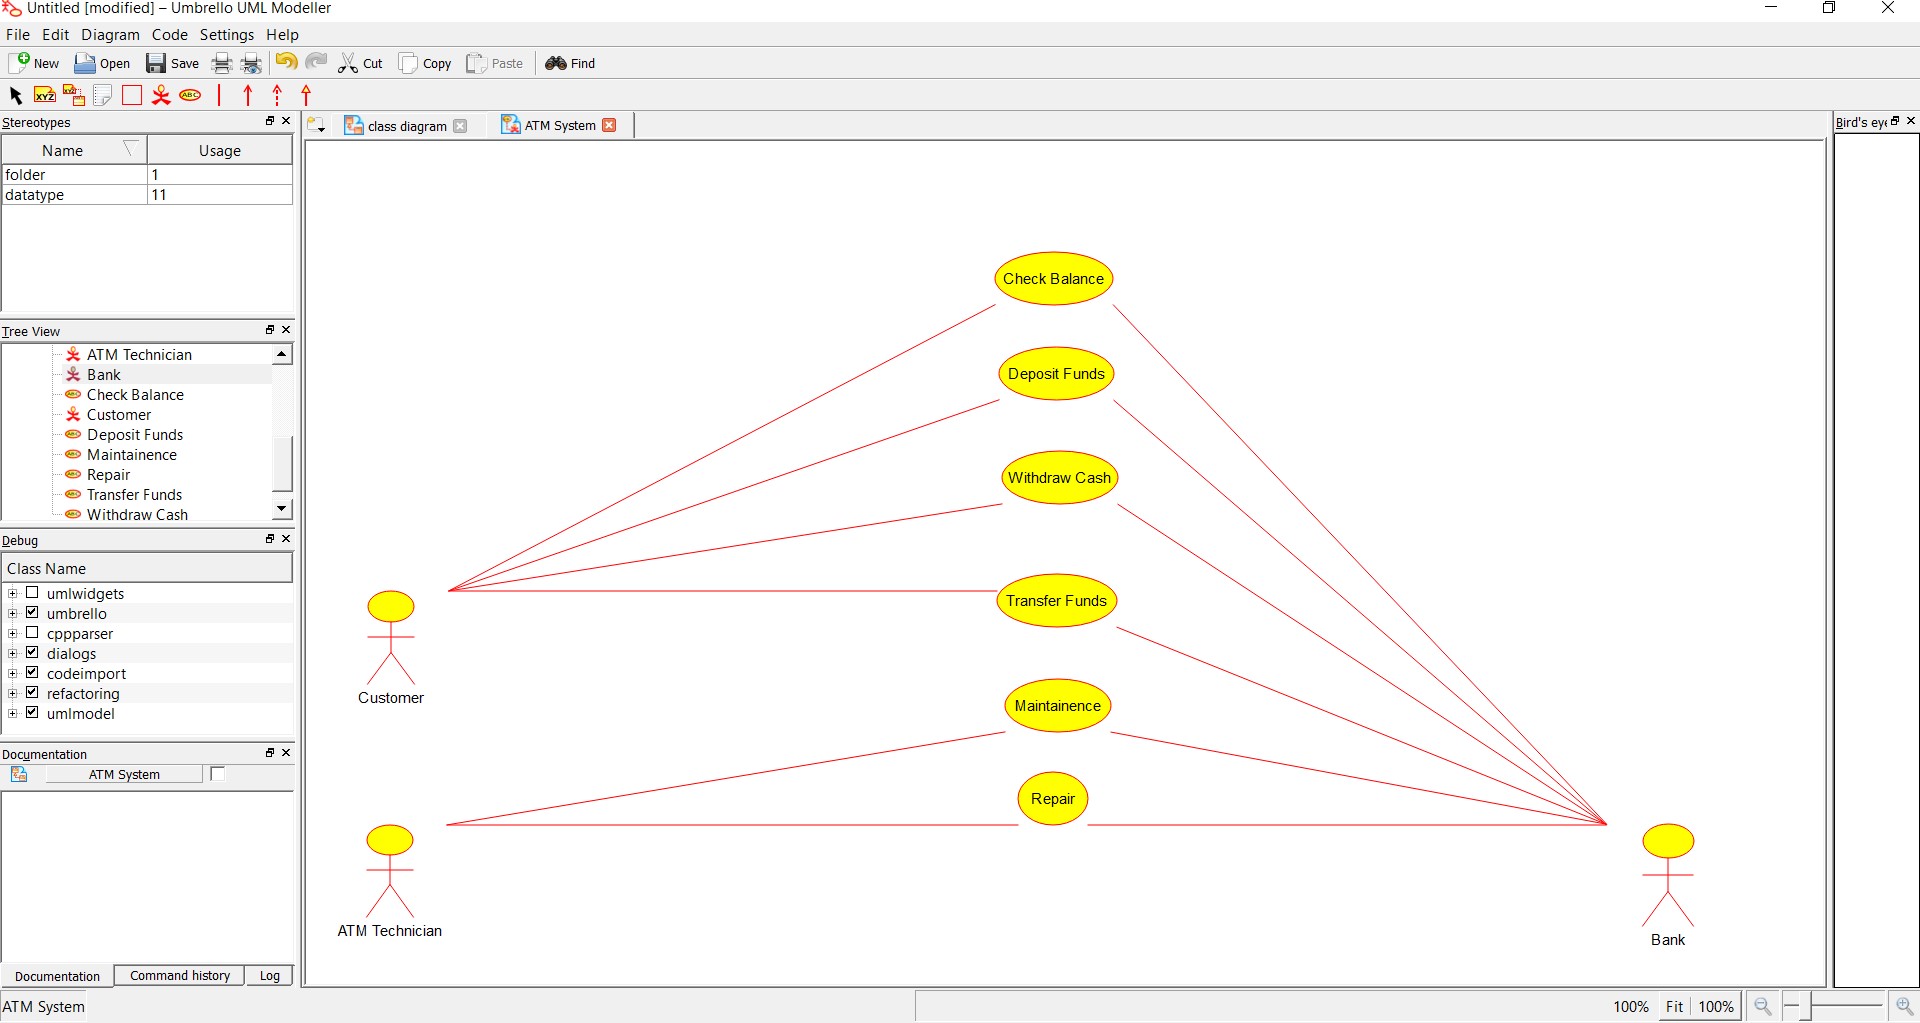 Untitled [modified] – Umbrello UML Modeller
File Edit Diagram Code Settings Help
New Open Save Cut Copy Paste Find
XYZ XYZ ABC
Stereotypes
Name Usage
folder 1
datatype 11
Tree View
ATM Technician
Bank
Check Balance
Customer
Deposit Funds
Maintainence
Repair
Transfer Funds
Withdraw Cash
Debug
Class Name
umlwidgets
umbrello
cppparser
dialogs
codeimport
refactoring
umlmodel
Documentation
ATM System
Documentation Command history Log
class diagram ATM System
Check Balance
Deposit Funds
Withdraw Cash
Transfer Funds
Customer
Maintainence
Repair
ATM Technician
Bank
Bird's eye
ATM System
100% Fit 100%